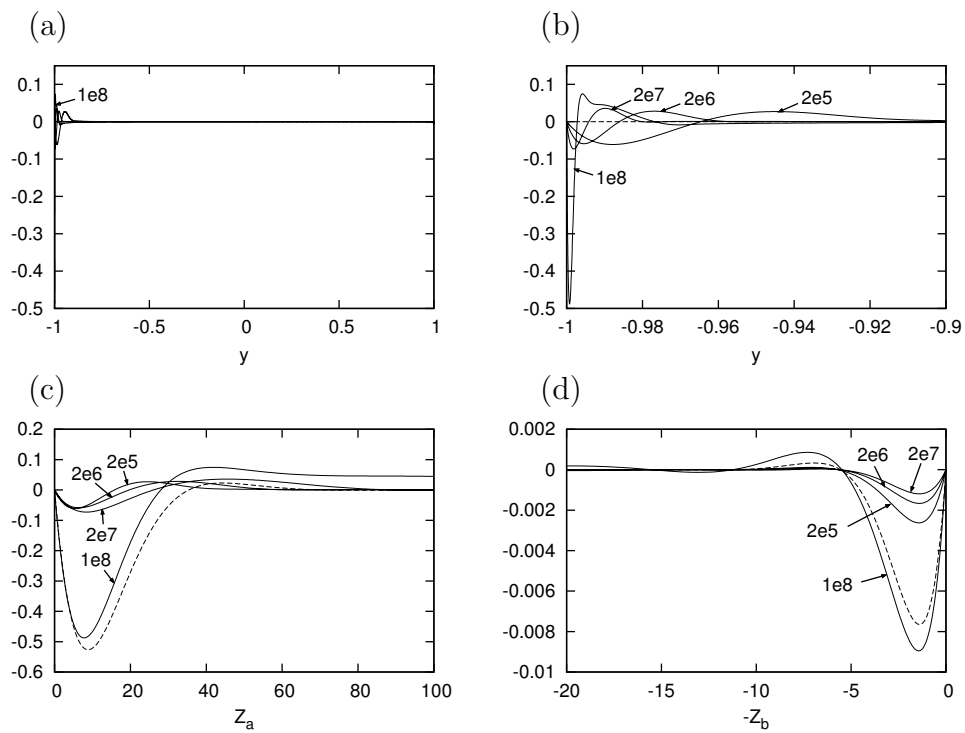 (a)
(b)
0.1
0
-0.1
-0.2
-0.3
-0.4
-0.5
1e8
-1
-0.5
0
0.5
1
y
0.1
0
-0.1
-0.2
-0.3
-0.4
-0.5
2e7
2e6
2e5
1e8
-1
-0.98
-0.96
-0.94
-0.92
-0.9
y
(c)
(d)
0.2
0.1
0
-0.1
-0.2
-0.3
-0.4
-0.5
-0.6
2e6
2e5
2e7
1e8
0
20
40
60
80
100
Z_a
0.002
0
-0.002
-0.004
-0.006
-0.008
-0.01
2e6
2e7
2e5
1e8
-20
-15
-10
-5
0
-Z_b